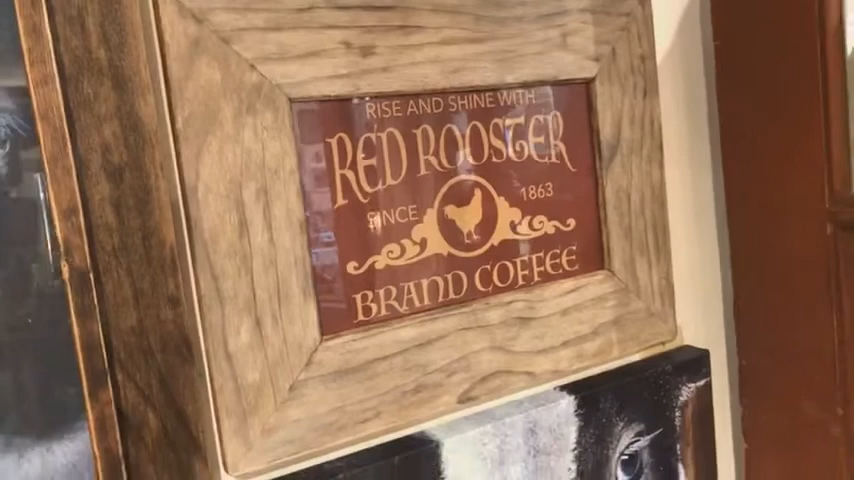 RISE AND SHINE WITH
RED ROOSTER
SINCE 1863
BRAND COFFEE